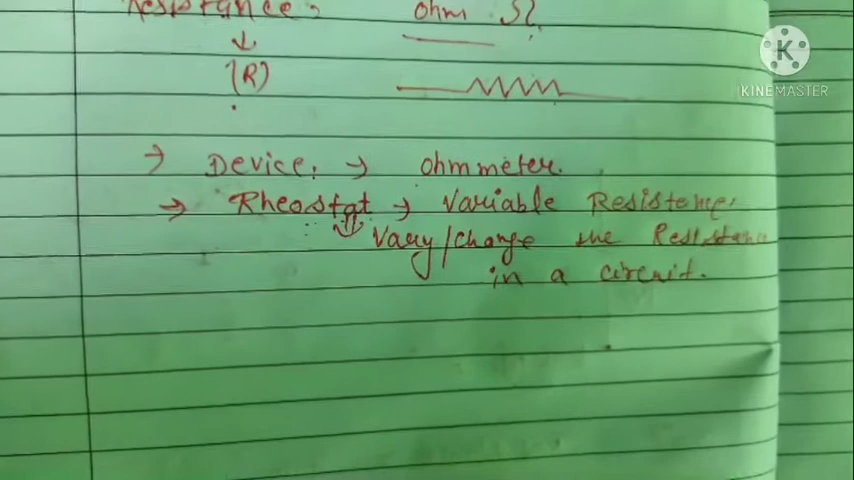 Resistance. ohm Ω
(R)
→ Device. → ohmmeter.
→ Rheostat → Variable Resistance.
Vary/Change the Resistance
in a circuit.
KINEMASTER